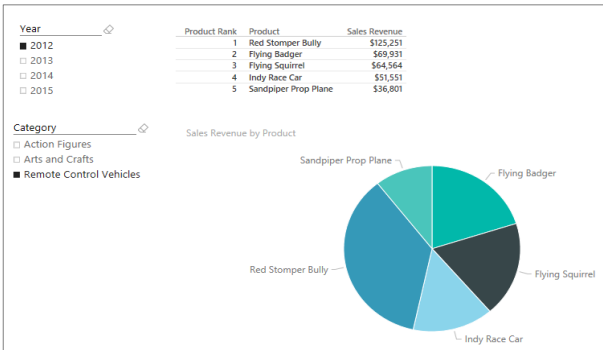 Year
2012
2013
2014
2015
Product Rank Product Sales Revenue
1 Red Stomper Bully $125,251
2 Flying Badger $69,931
3 Flying Squirrel $64,564
4 Indy Race Car $51,551
5 Sandpiper Prop Plane $36,801
Category
Action Figures
Arts and Crafts
Remote Control Vehicles
Sales Revenue by Product
Sandpiper Prop Plane
Flying Badger
Red Stomper Bully
Flying Squirrel
Indy Race Car